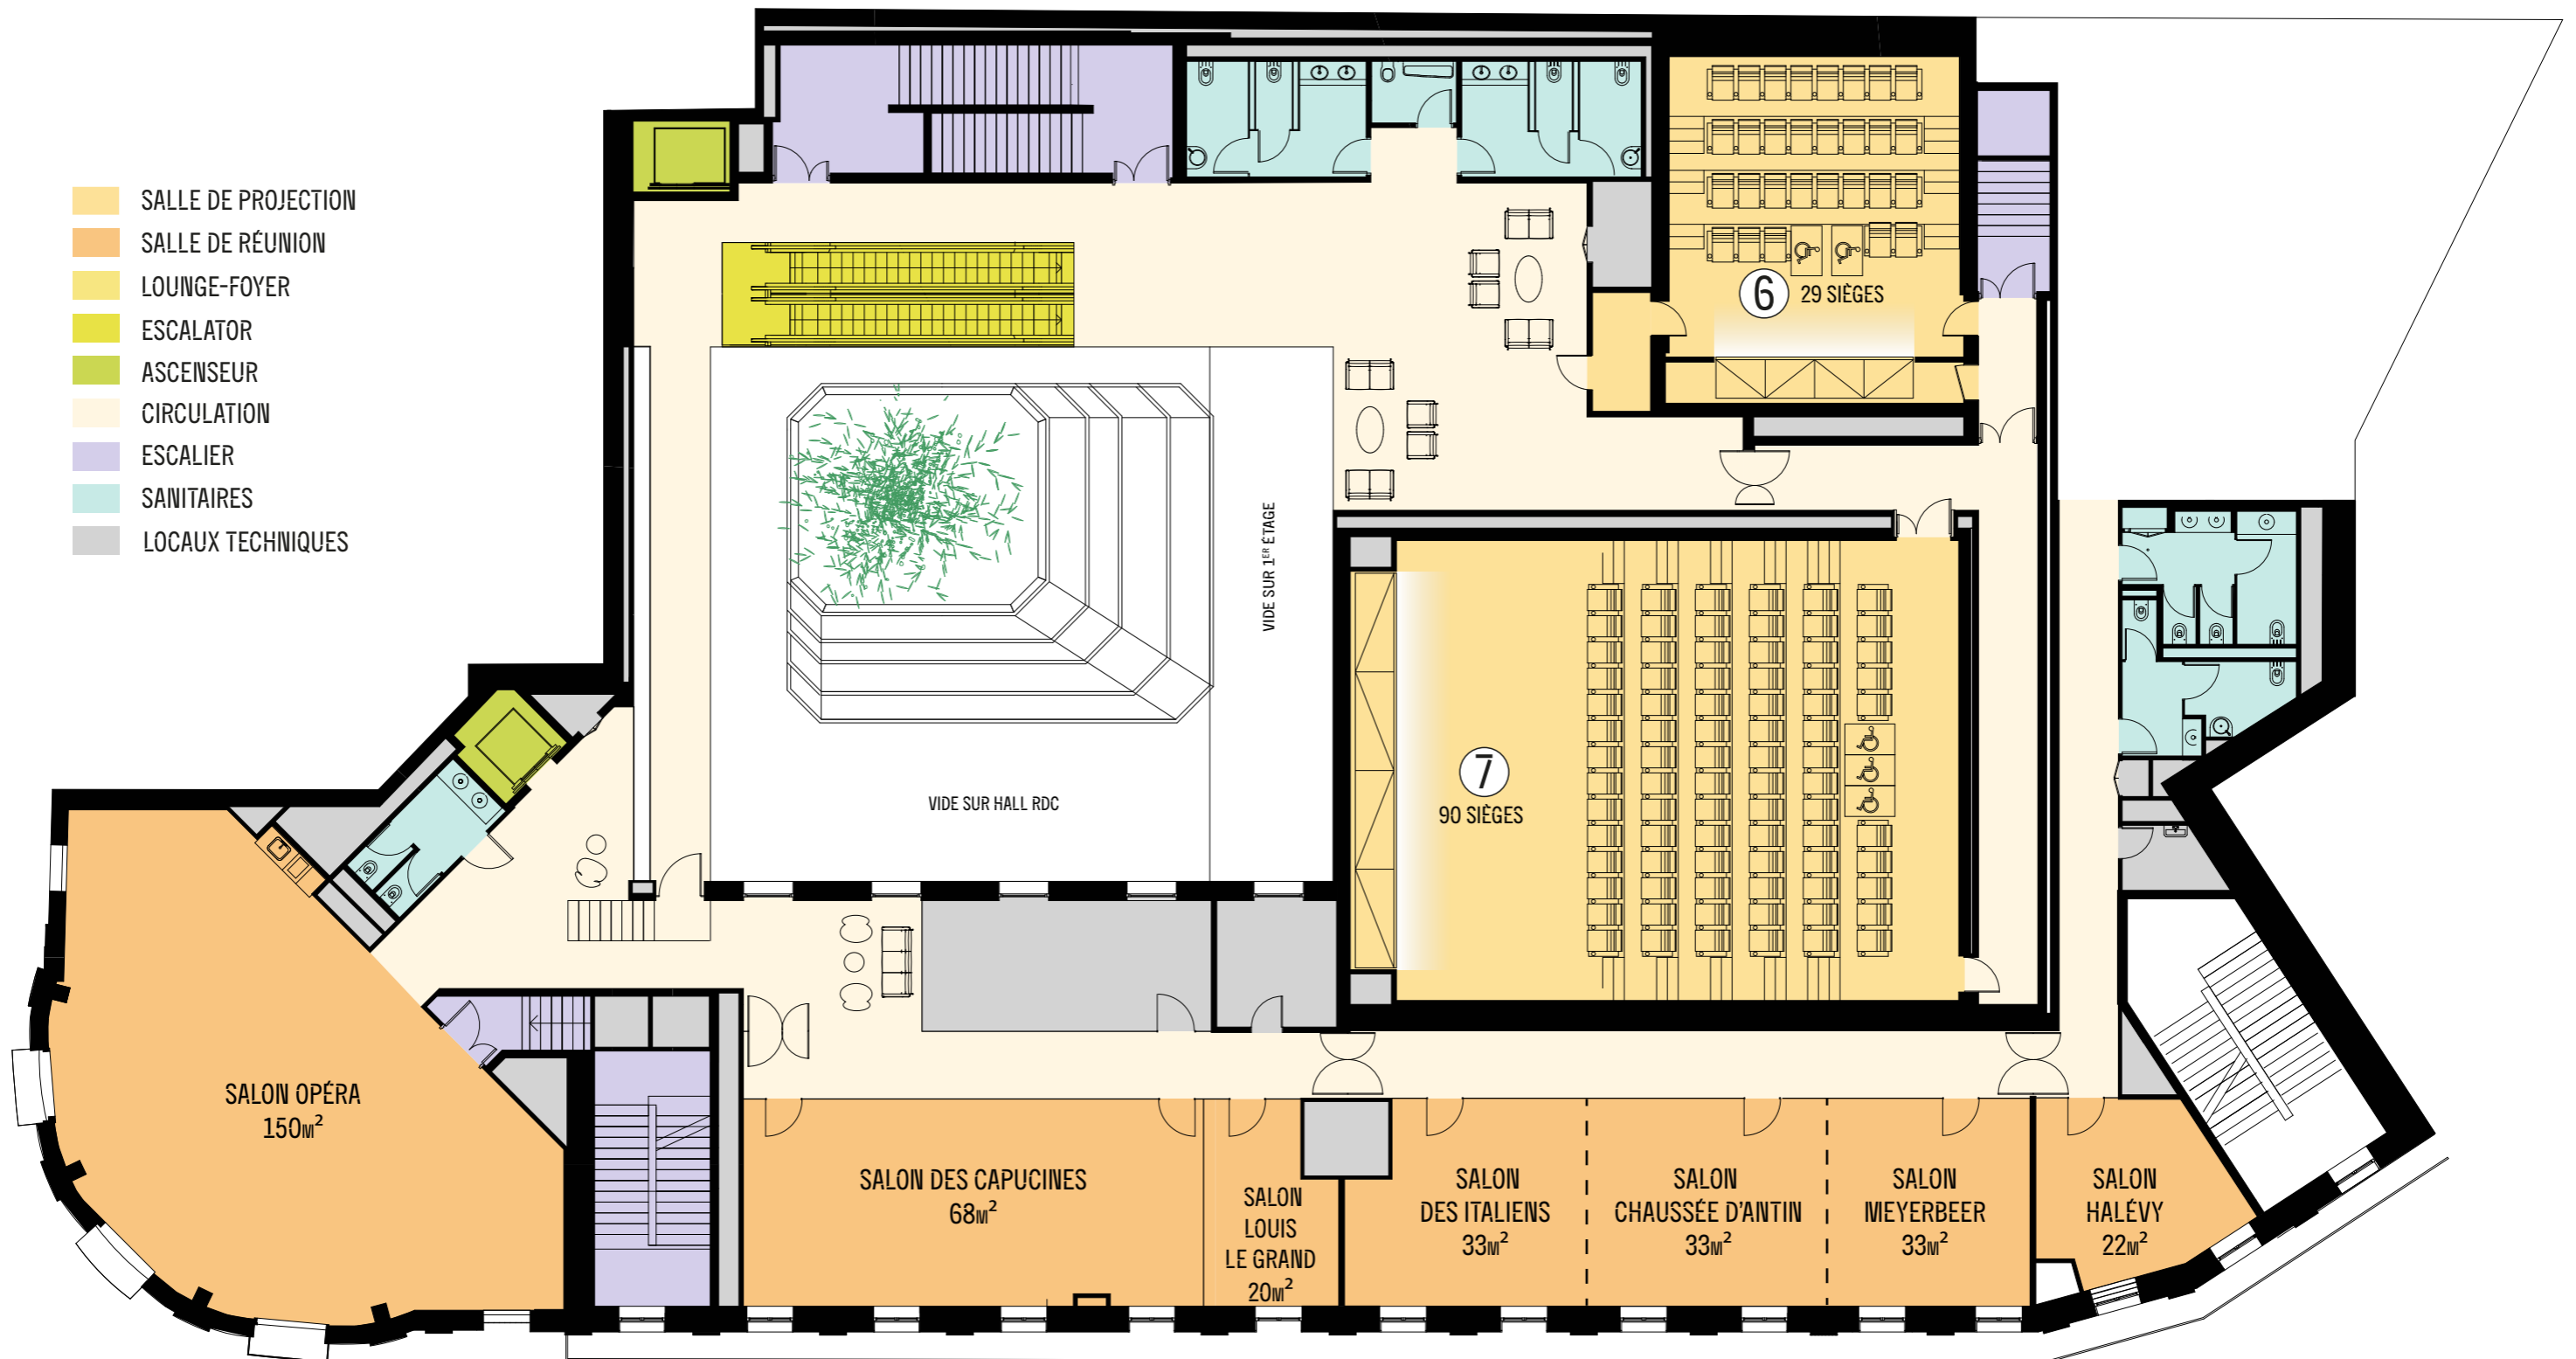 SALLE DE PROJECTION
SALLE DE RÉUNION
LOUNGE-FOYER
ESCALATOR
ASCENSEUR
CIRCULATION
ESCALIER
SANITAIRES
LOCAUX TECHNIQUES
6 29 SIÈGES
VIDE SUR 1ER ÉTAGE
VIDE SUR HALL RDC
7
90 SIÈGES
SALON OPÉRA
150M²
SALON DES CAPUCINES
68M²
SALON
LOUIS
LE GRAND
20M²
SALON
DES ITALIENS
33M²
SALON
CHAUSSÉE D'ANTIN
33M²
SALON
MEYERBEER
33M²
SALON
HALÉVY
22M²